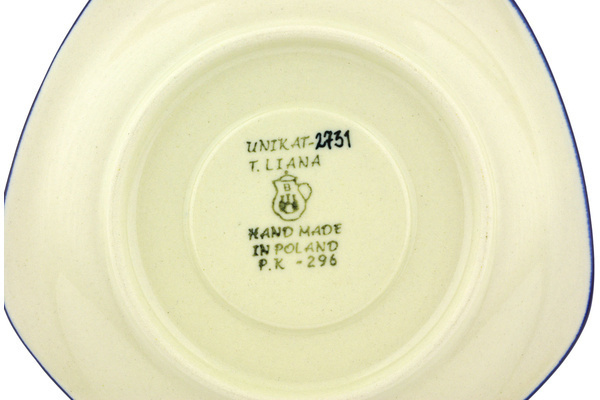 UNIKAT-2731
T. LIANA
B
HAND MADE
IN POLAND
P.K -296